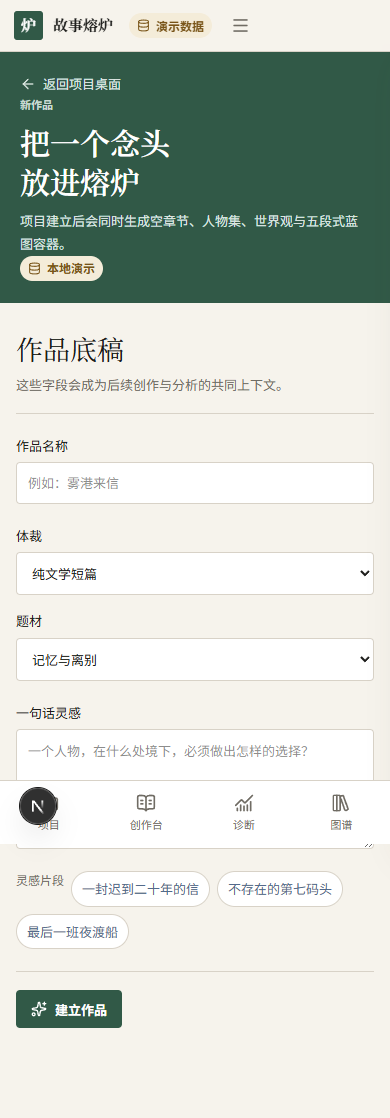 炉 故事熔炉 演示数据
返回项目桌面
新作品
把一个念头
放进熔炉
项目建立后会同时生成空章节、人物集、世界观与五段式蓝
图容器。
本地演示
作品底稿
这些字段会成为后续创作与分析的共同上下文。
作品名称
例如：雾港来信
体裁
纯文学短篇
题材
记忆与离别
一句话灵感
一个人物，在什么处境下，必须做出怎样的选择？
N
项目 创作台 诊断 图谱
灵感片段 一封迟到二十年的信 不存在的第七码头
最后一班夜渡船
建立作品